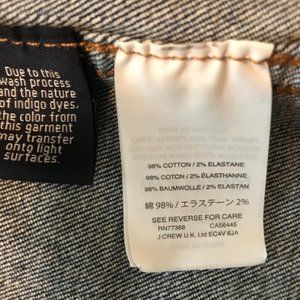 Due to this
wash process
and the nature
of indigo dyes,
the color from
this garment
may transfer
onto light
surfaces.
98% COTTON / 2% ELASTANE
98% COTON / 2% ÉLASTHANNE
98% BAUMWOLLE / 2% ELASTAN
綿 98% / エラステーン 2%
SEE REVERSE FOR CARE
RN77388 CA56445
J.CREW U.K. Ltd EC4V 6JA